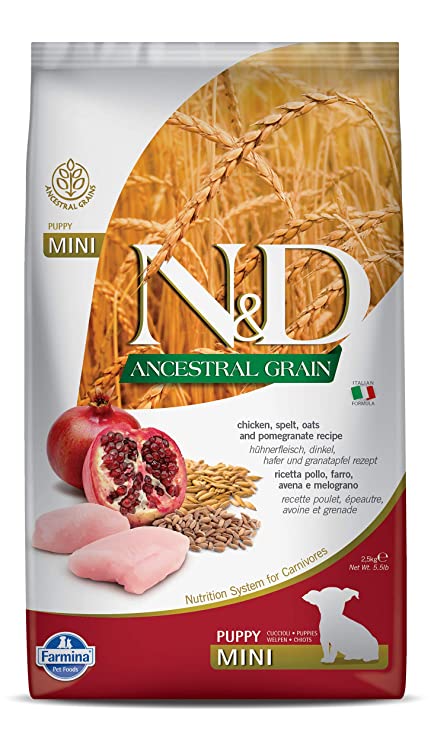 ANCESTRAL GRAINS
PUPPY
MINI
N&D
ANCESTRAL GRAIN
ITALIAN
FORMULA
chicken, spelt, oats
and pomegranate recipe
hühnerfleisch, dinkel,
hafer und granatapfel rezept
ricetta pollo, farro,
avena e melograno
recette poulet, épeautre,
avoine et grenade
2,5kg℮
Net Wt. 5.5lb
Nutrition System for Carnivores
Farmina
Pet Foods
PUPPY
CUCCIOLI • PUPPIES
WELPEN • CHIOTS
MINI